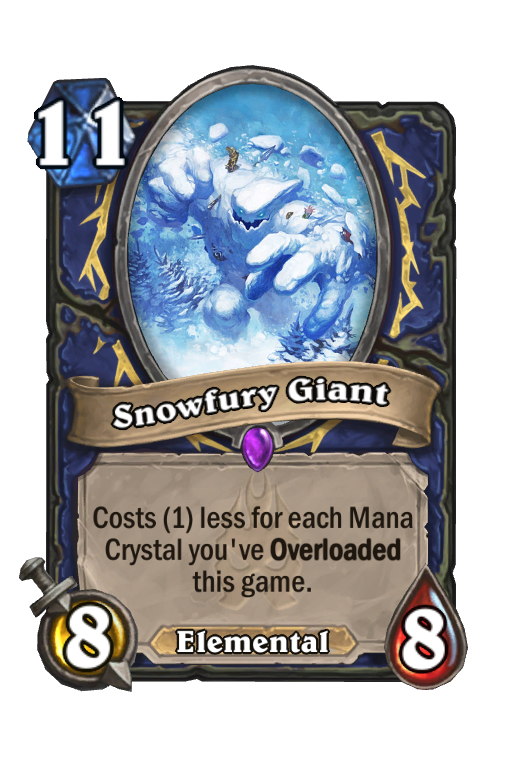 11
Snowfury Giant
Costs (1) less for each Mana
Crystal you've Overloaded
this game.
8
Elemental
8